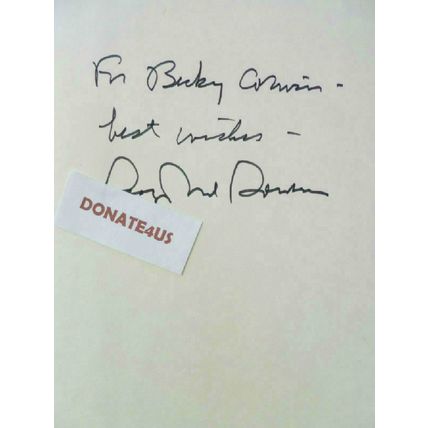 For Becky Corwin -
best wishes -
DONATE4US